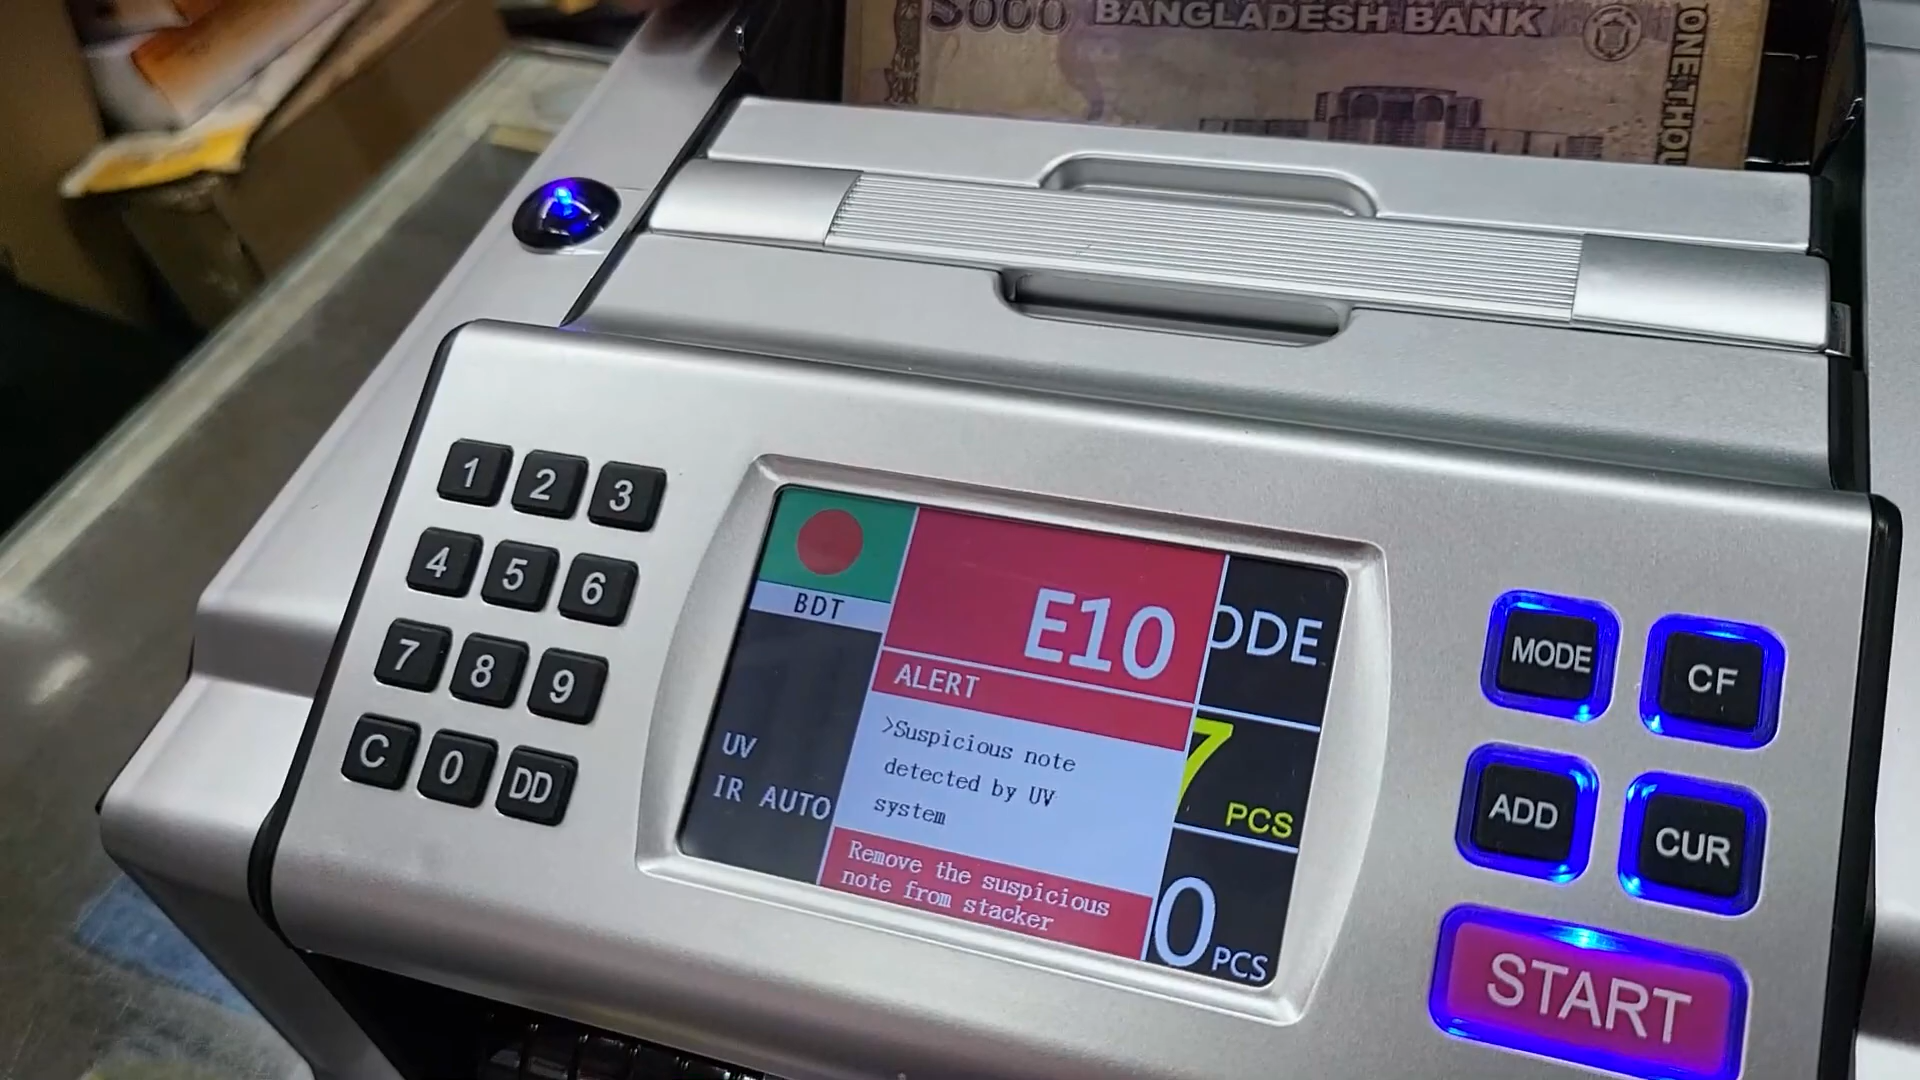 BANGLADESH BANK
1 2 3
4 5 6
7 8 9
C 0 DD
BDT
UV
IR AUTO
E10
ALERT
>Suspicious note
detected by UV
system
Remove the suspicious
note from stacker
7 PCS
0 PCS
MODE CF
ADD CUR
START